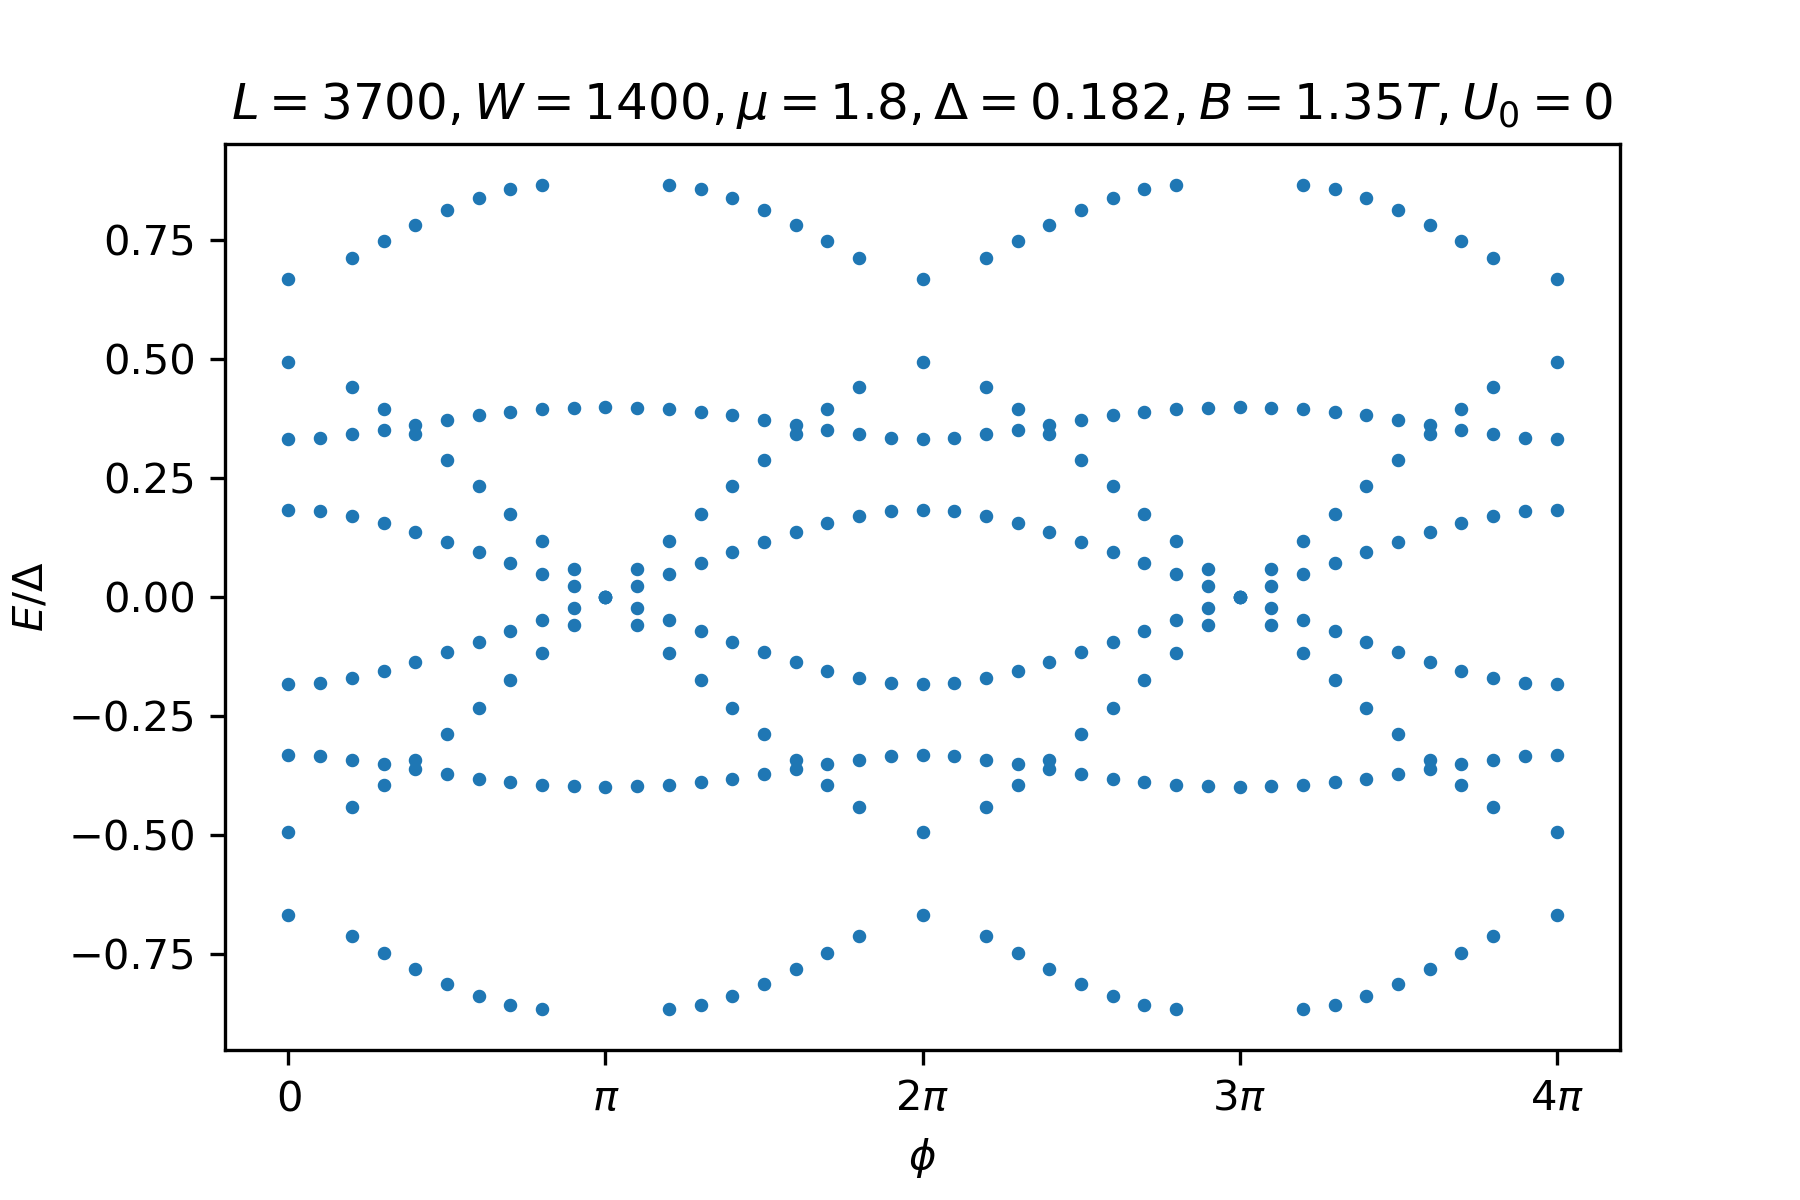 L = 3700, W = 1400, μ = 1.8, Δ = 0.182, B = 1.35T, U₀ = 0
0.75
0.50
0.25
0.00
−0.25
−0.50
−0.75
E/Δ
0 π 2π 3π 4π
ϕ